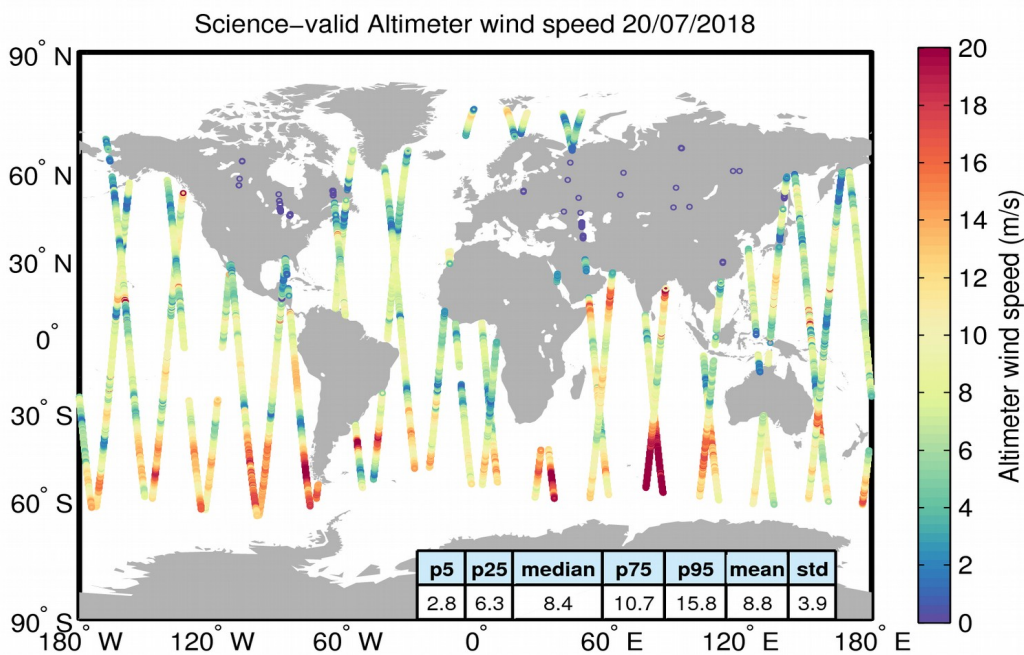 Science−valid Altimeter wind speed 20/07/2018
90° N
60° N
30° N
0°
30° S
60° S
90° S
180° W
120° W
60° W
0°
60° E
120° E
180° E
p5 p25 median p75 p95 mean std
2.8 6.3 8.4 10.7 15.8 8.8 3.9
20
18
16
14
12
10
8
6
4
2
0
Altimeter wind speed (m/s)